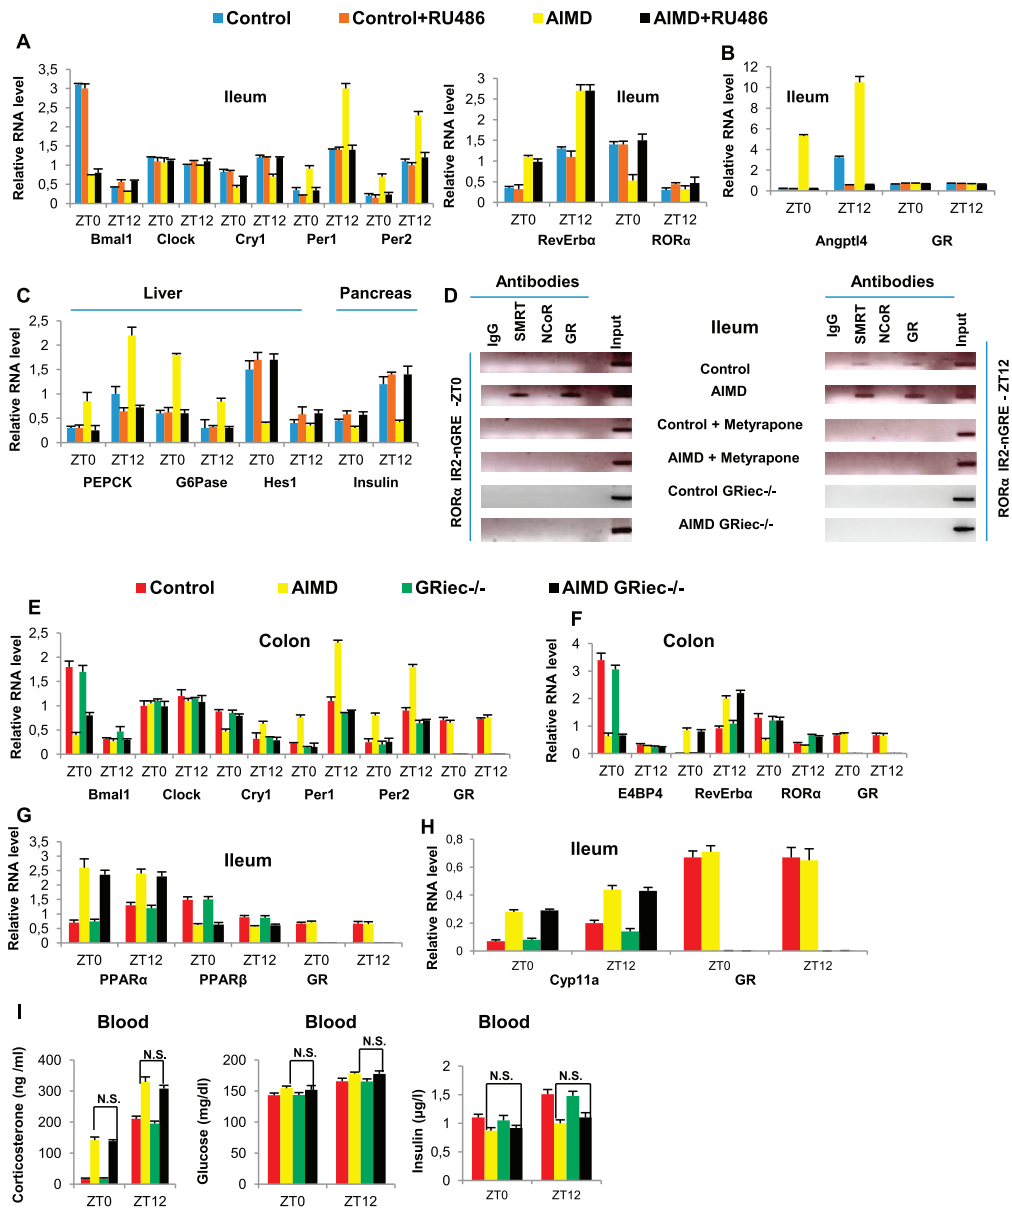 Control Control+RU486 AIMD AIMD+RU486
A
Relative RNA level
3,5
3
2,5
2
1,5
1
0,5
0
Ileum
ZT0 ZT12 ZT0 ZT12 ZT0 ZT12 ZT0 ZT12 ZT0 ZT12
Bmal1 Clock Cry1 Per1 Per2
Relative RNA level
3
2,5
2
1,5
1
0,5
0
Ileum
ZT0 ZT12 ZT0 ZT12
RevErbα RORα
B
Relative RNA level
12
10
8
6
4
2
0
Ileum
ZT0 ZT12 ZT0 ZT12
Angptl4 GR
C
Liver Pancreas
Relative RNA level
2,5
2
1,5
1
0,5
0
ZT0 ZT12 ZT0 ZT12 ZT0 ZT12 ZT0 ZT12
PEPCK G6Pase Hes1 Insulin
D
Antibodies
IgG SMRT NCoR GR Input
RORα IR2-nGRE -ZT0
Ileum
Control
AIMD
Control + Metyrapone
AIMD + Metyrapone
Control GRiec-/-
AIMD GRiec-/-
Antibodies
IgG SMRT NCoR GR Input
RORα IR2-nGRE - ZT12
Control AIMD GRiec-/- AIMD GRiec-/-
E
Relative RNA level
2,5
2
1,5
1
0,5
0
Colon
ZT0 ZT12 ZT0 ZT12 ZT0 ZT12 ZT0 ZT12 ZT0 ZT12 ZT0 ZT12
Bmal1 Clock Cry1 Per1 Per2 GR
F
Relative RNA level
4
3
2
1
0
Colon
ZT0 ZT12 ZT0 ZT12 ZT0 ZT12 ZT0 ZT12
E4BP4 RevErbα RORα GR
G
Relative RNA level
3,5
3
2,5
2
1,5
1
0,5
0
Ileum
ZT0 ZT12 ZT0 ZT12 ZT0 ZT12
PPARα PPARβ GR
H
Relative RNA level
0,8
0,6
0,4
0,2
0
Ileum
ZT0 ZT12 ZT0 ZT12
Cyp11a GR
I
Blood
Corticosterone (ng /ml)
400
300
200
100
0
N.S.
N.S.
ZT0 ZT12
Blood
Glucose (mg/dl)
200
150
100
50
0
N.S.
N.S.
ZT0 ZT12
Blood
Insulin (µg/l)
2
1,5
1
0,5
0
N.S.
N.S.
ZT0 ZT12